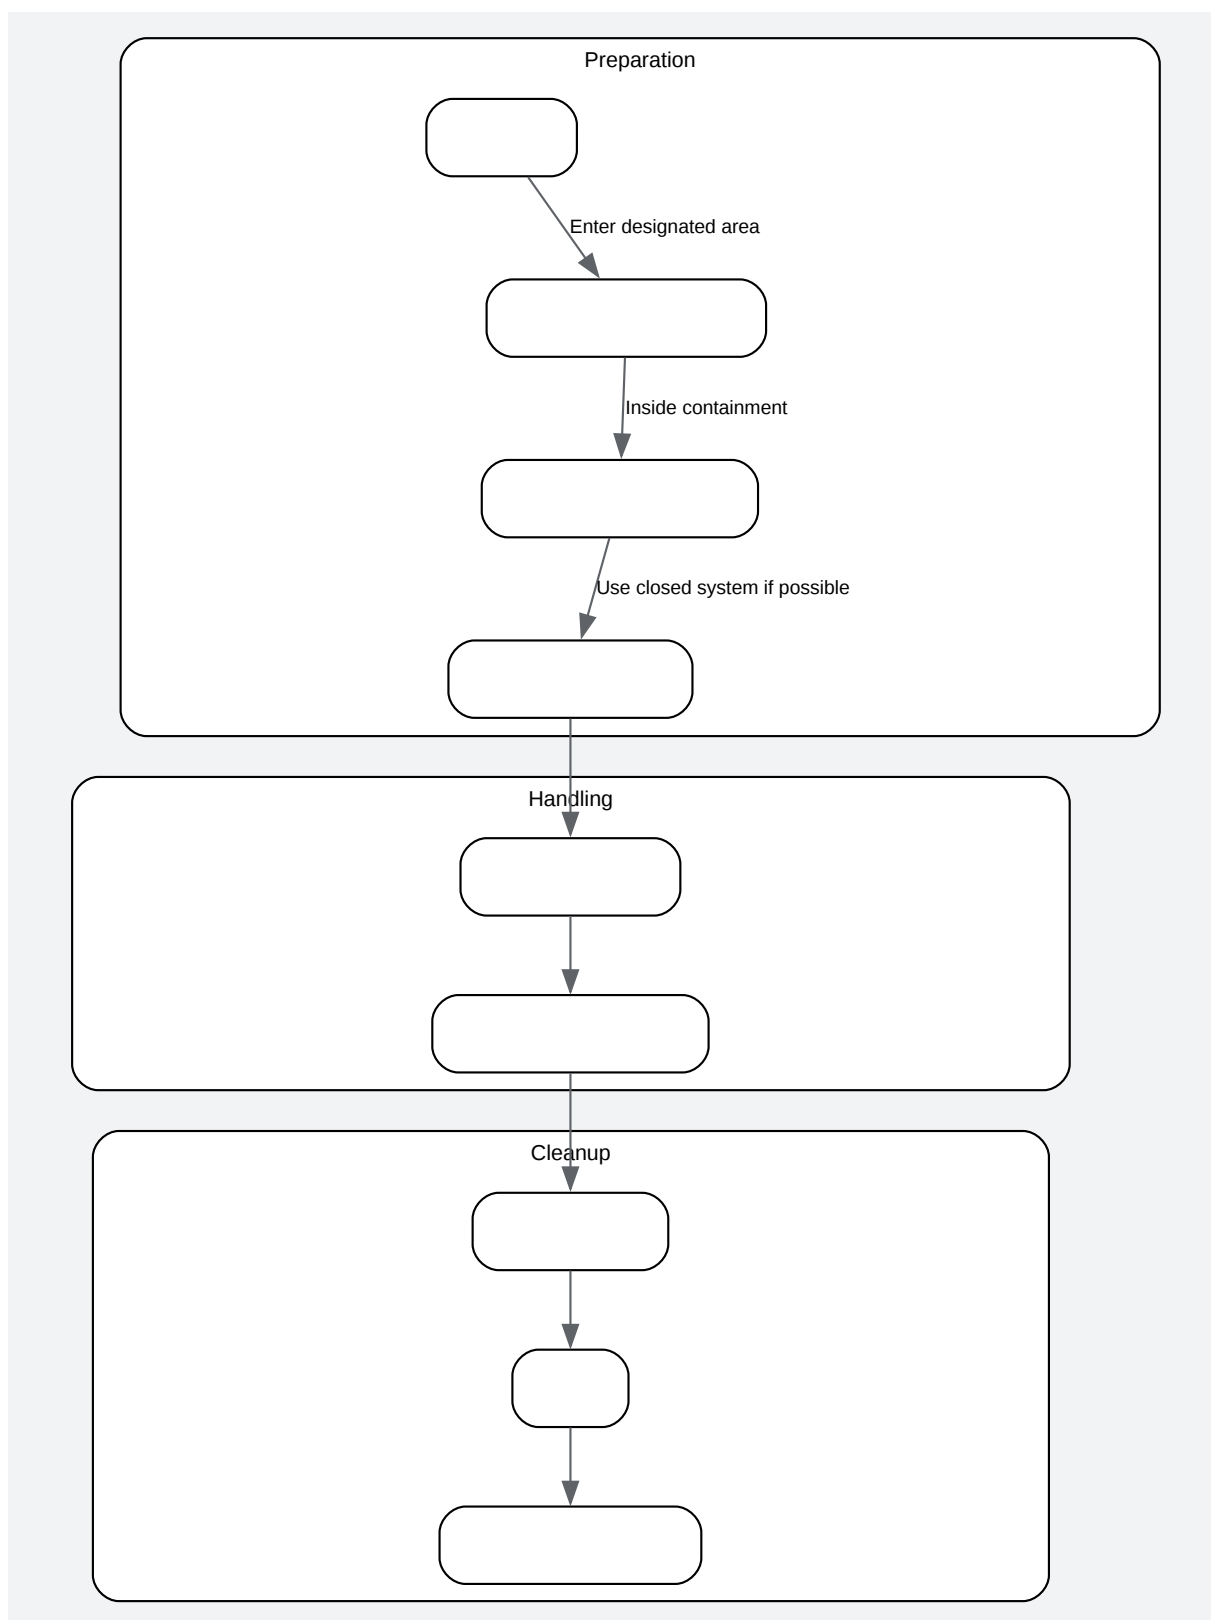 Preparation
Enter designated area
Inside containment
Use closed system if possible
Handling
Cleanup